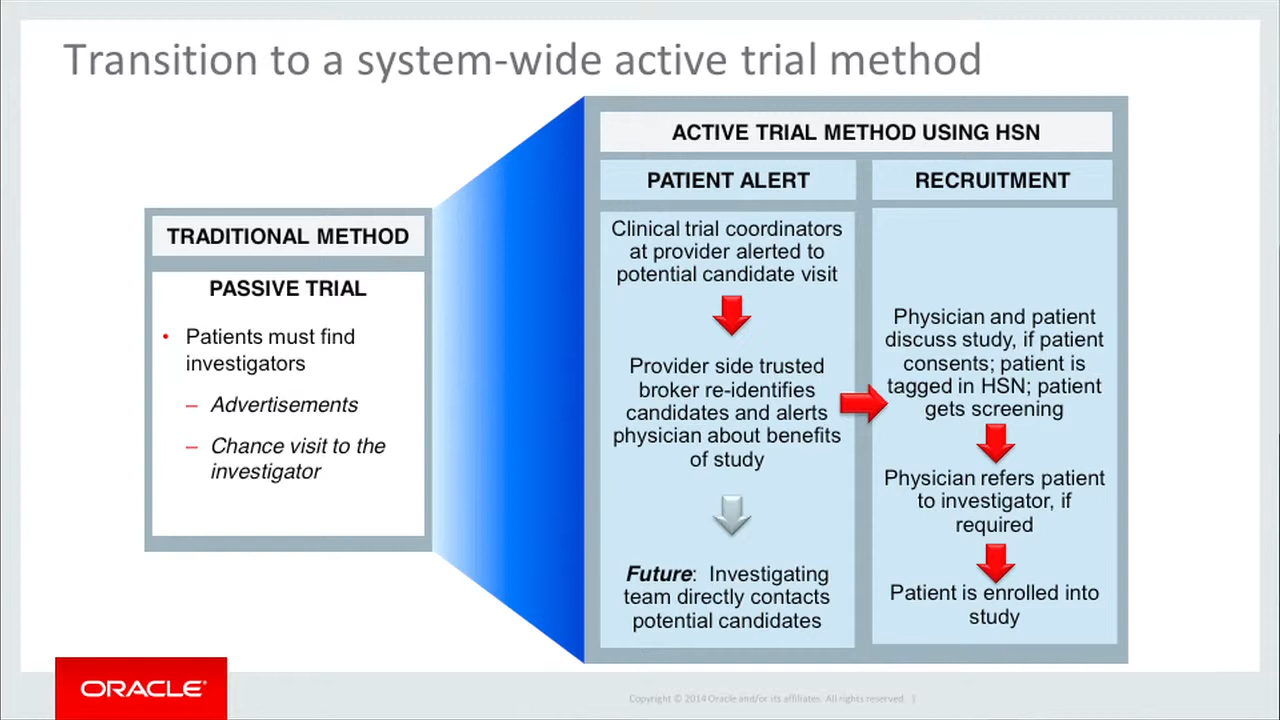 Transition to a system-wide active trial method
TRADITIONAL METHOD
PASSIVE TRIAL
• Patients must find
investigators
– Advertisements
– Chance visit to the
investigator
ACTIVE TRIAL METHOD USING HSN
PATIENT ALERT
Clinical trial coordinators
at provider alerted to
potential candidate visit
Provider side trusted
broker re-identifies
candidates and alerts
physician about benefits
of study
Future: Investigating
team directly contacts
potential candidates
RECRUITMENT
Physician and patient
discuss study, if patient
consents; patient is
tagged in HSN; patient
gets screening
Physician refers patient
to investigator, if
required
Patient is enrolled into
study
ORACLE®
Copyright © 2014 Oracle and/or its affiliates. All rights reserved. |